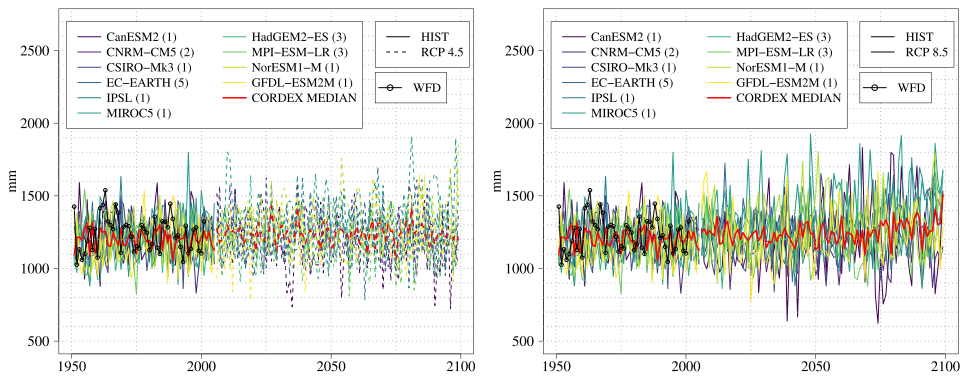 mm
2500
2000
1500
1000
500
1950
2000
2050
2100
CanESM2 (1)
CNRM−CM5 (2)
CSIRO−Mk3 (1)
EC−EARTH (5)
IPSL (1)
MIROC5 (1)
HadGEM2−ES (3)
MPI−ESM−LR (3)
NorESM1−M (1)
GFDL−ESM2M (1)
CORDEX MEDIAN
HIST
RCP 4.5
WFD
mm
2500
2000
1500
1000
500
1950
2000
2050
2100
CanESM2 (1)
CNRM−CM5 (2)
CSIRO−Mk3 (1)
EC−EARTH (5)
IPSL (1)
MIROC5 (1)
HadGEM2−ES (3)
MPI−ESM−LR (3)
NorESM1−M (1)
GFDL−ESM2M (1)
CORDEX MEDIAN
HIST
RCP 8.5
WFD